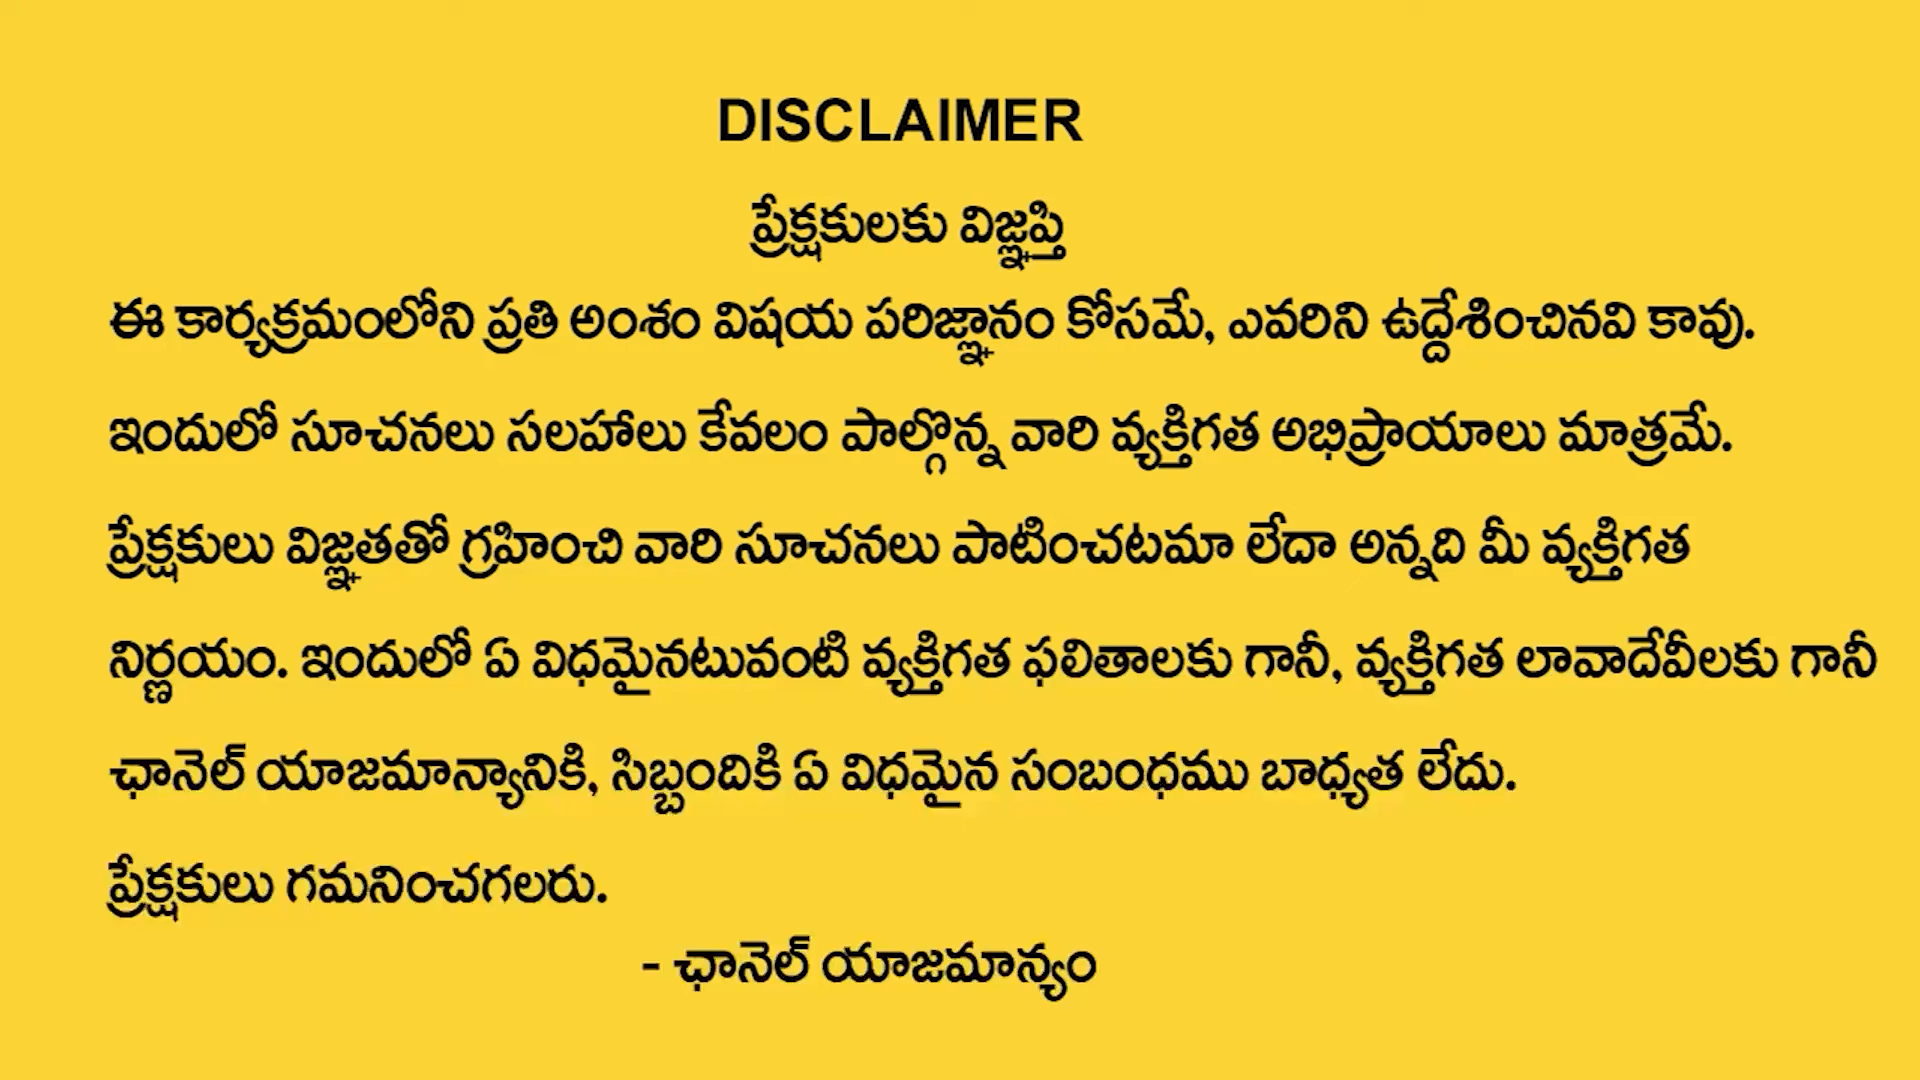 DISCLAIMER
ప్రేక్షకులకు విజ్ఞప్తి
ఈ కార్యక్రమంలోని ప్రతి అంశం విషయ పరిజ్ఞానం కోసమే, ఎవరిని ఉద్దేశించినవి కావు.
ఇందులో సూచనలు సలహాలు కేవలం పాల్గొన్న వారి వ్యక్తిగత అభిప్రాయాలు మాత్రమే.
ప్రేక్షకులు విజ్ఞతతో గ్రహించి వారి సూచనలు పాటించటమా లేదా అన్నది మీ వ్యక్తిగత
నిర్ణయం. ఇందులో ఏ విధమైనటువంటి వ్యక్తిగత ఫలితాలకు గానీ, వ్యక్తిగత లావాదేవీలకు గానీ
ఛానెల్ యాజమాన్యానికి, సిబ్బందికి ఏ విధమైన సంబంధము బాధ్యత లేదు.
ప్రేక్షకులు గమనించగలరు.
- ఛానెల్ యాజమాన్యం